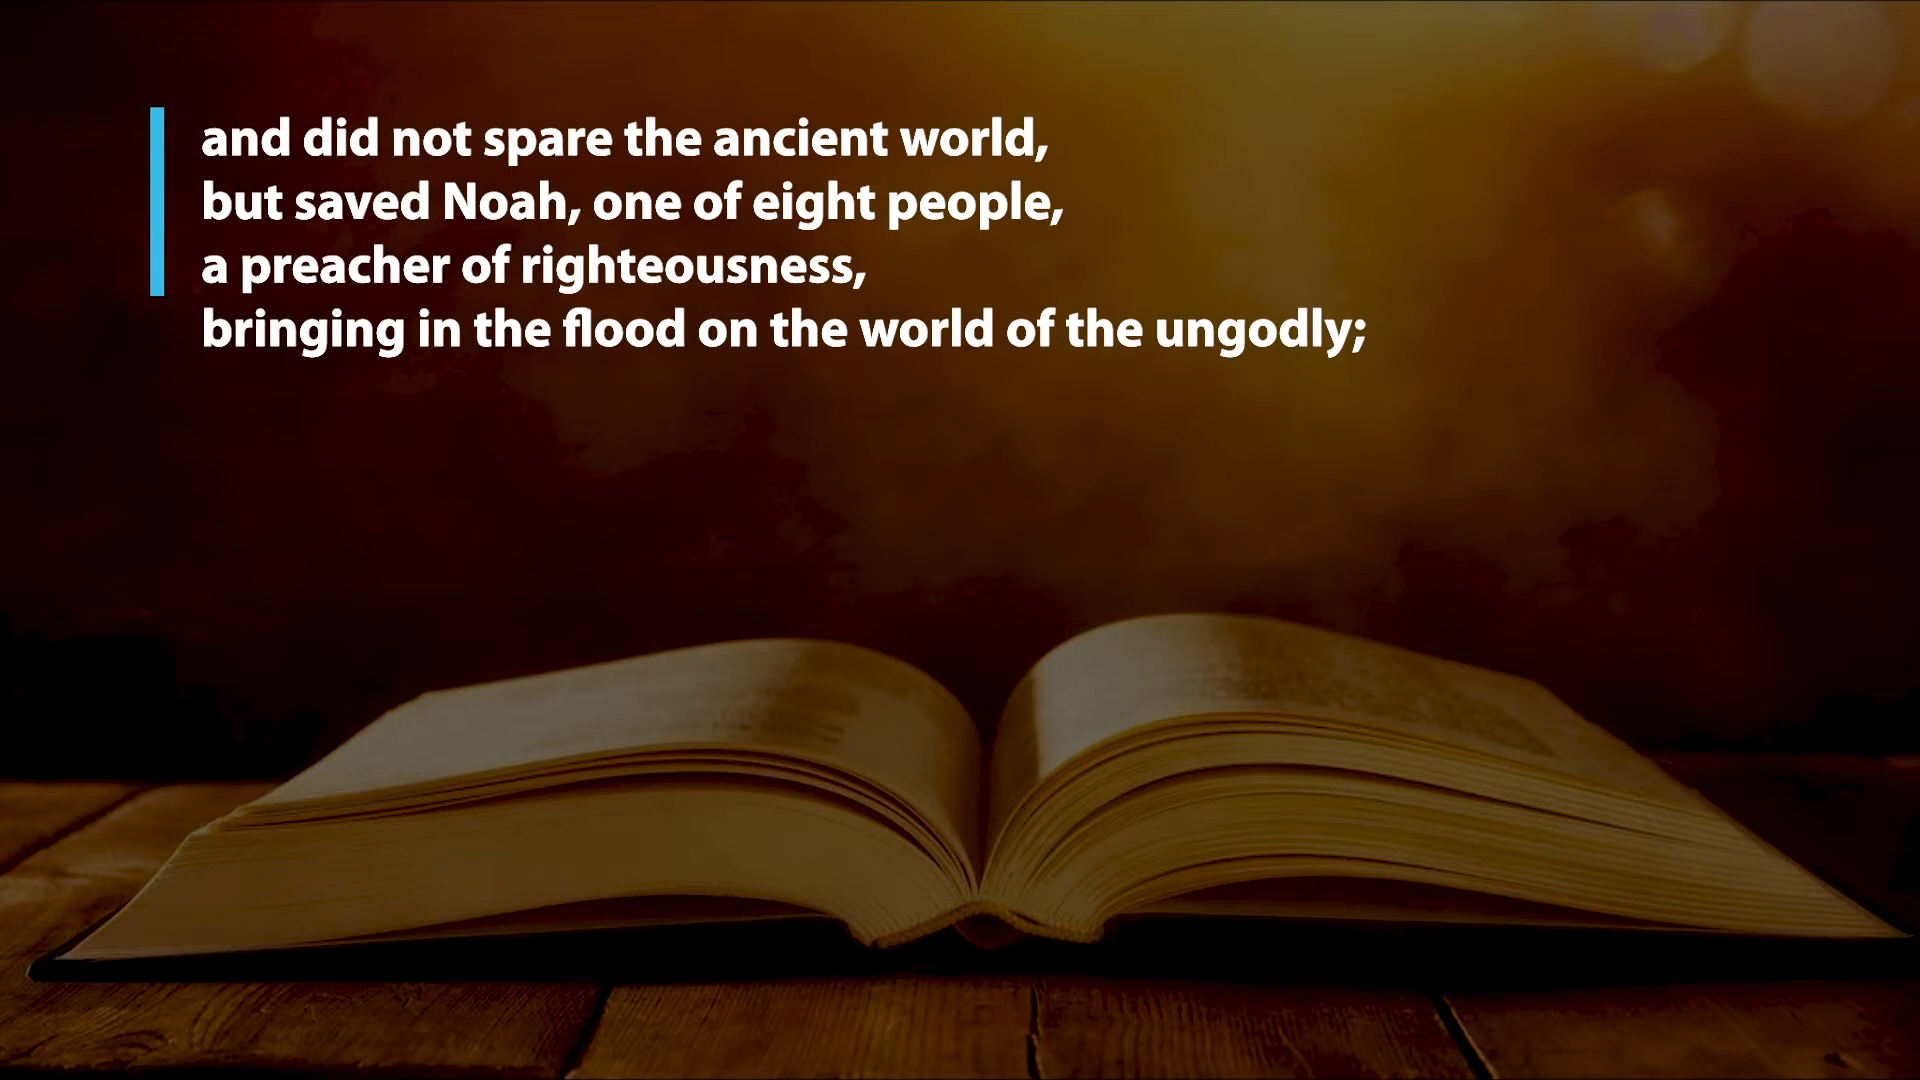 and did not spare the ancient world,
but saved Noah, one of eight people,
a preacher of righteousness,
bringing in the flood on the world of the ungodly;